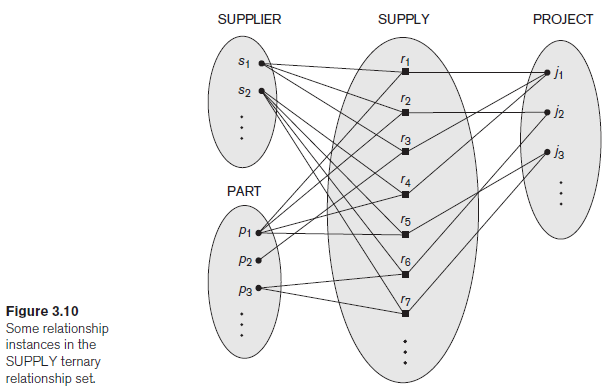 SUPPLIER
SUPPLY
PROJECT
s1
s2
PART
p1
p2
p3
r1
r2
r3
r4
r5
r6
r7
j1
j2
j3
Figure 3.10
Some relationship
instances in the
SUPPLY ternary
relationship set.